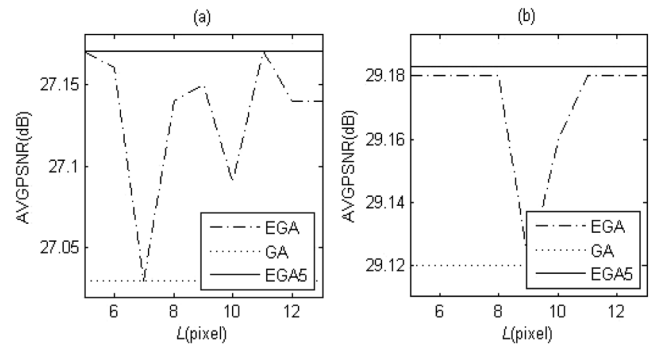 (a)
AVGPSNR(dB)
27.15
27.1
27.05
6 8 10 12
L(pixel)
EGA
GA
EGA5
(b)
AVGPSNR(dB)
29.18
29.16
29.14
29.12
6 8 10 12
L(pixel)
EGA
GA
EGA5